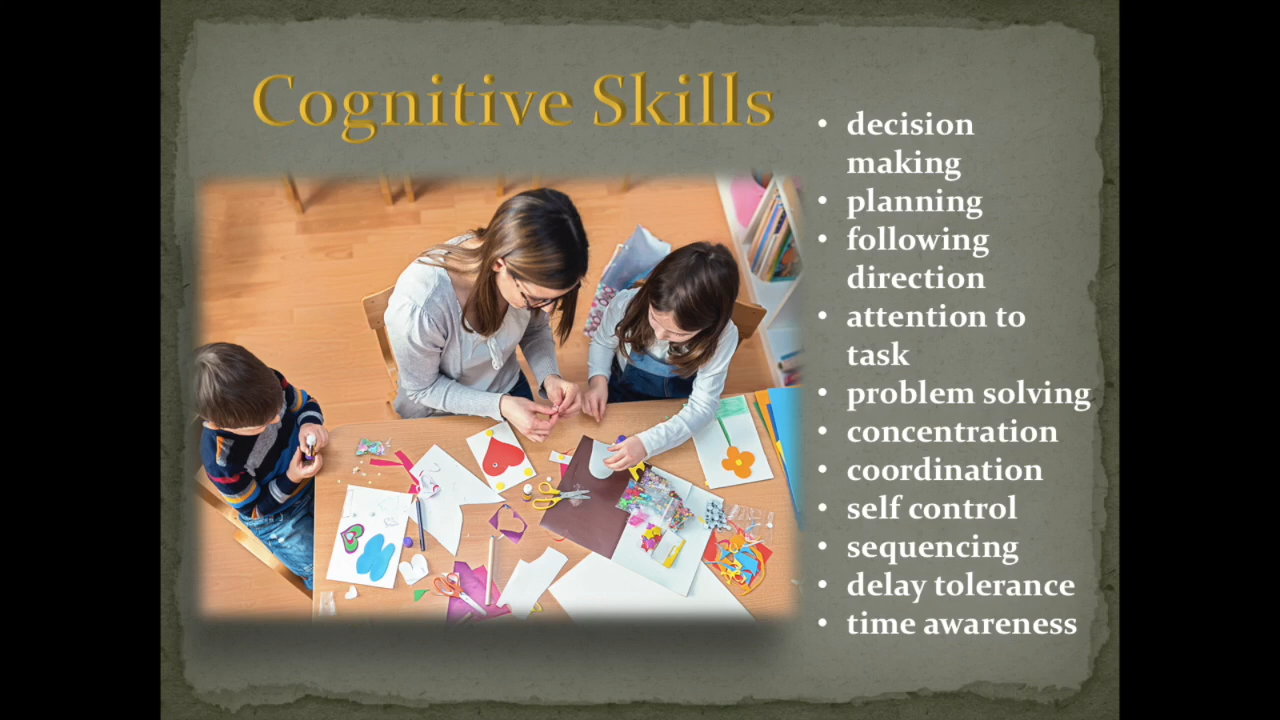 Cognitive Skills
• decision
making
• planning
• following
direction
• attention to
task
• problem solving
• concentration
• coordination
• self control
• sequencing
• delay tolerance
• time awareness